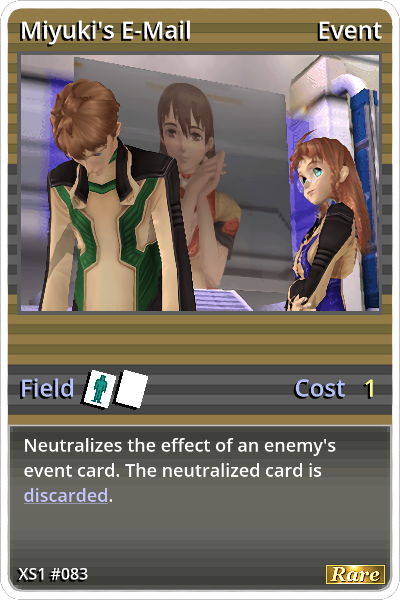 Miyuki's E-Mail Event
Field Cost 1
Neutralizes the effect of an enemy's
event card. The neutralized card is
discarded.
XS1 #083 Rare